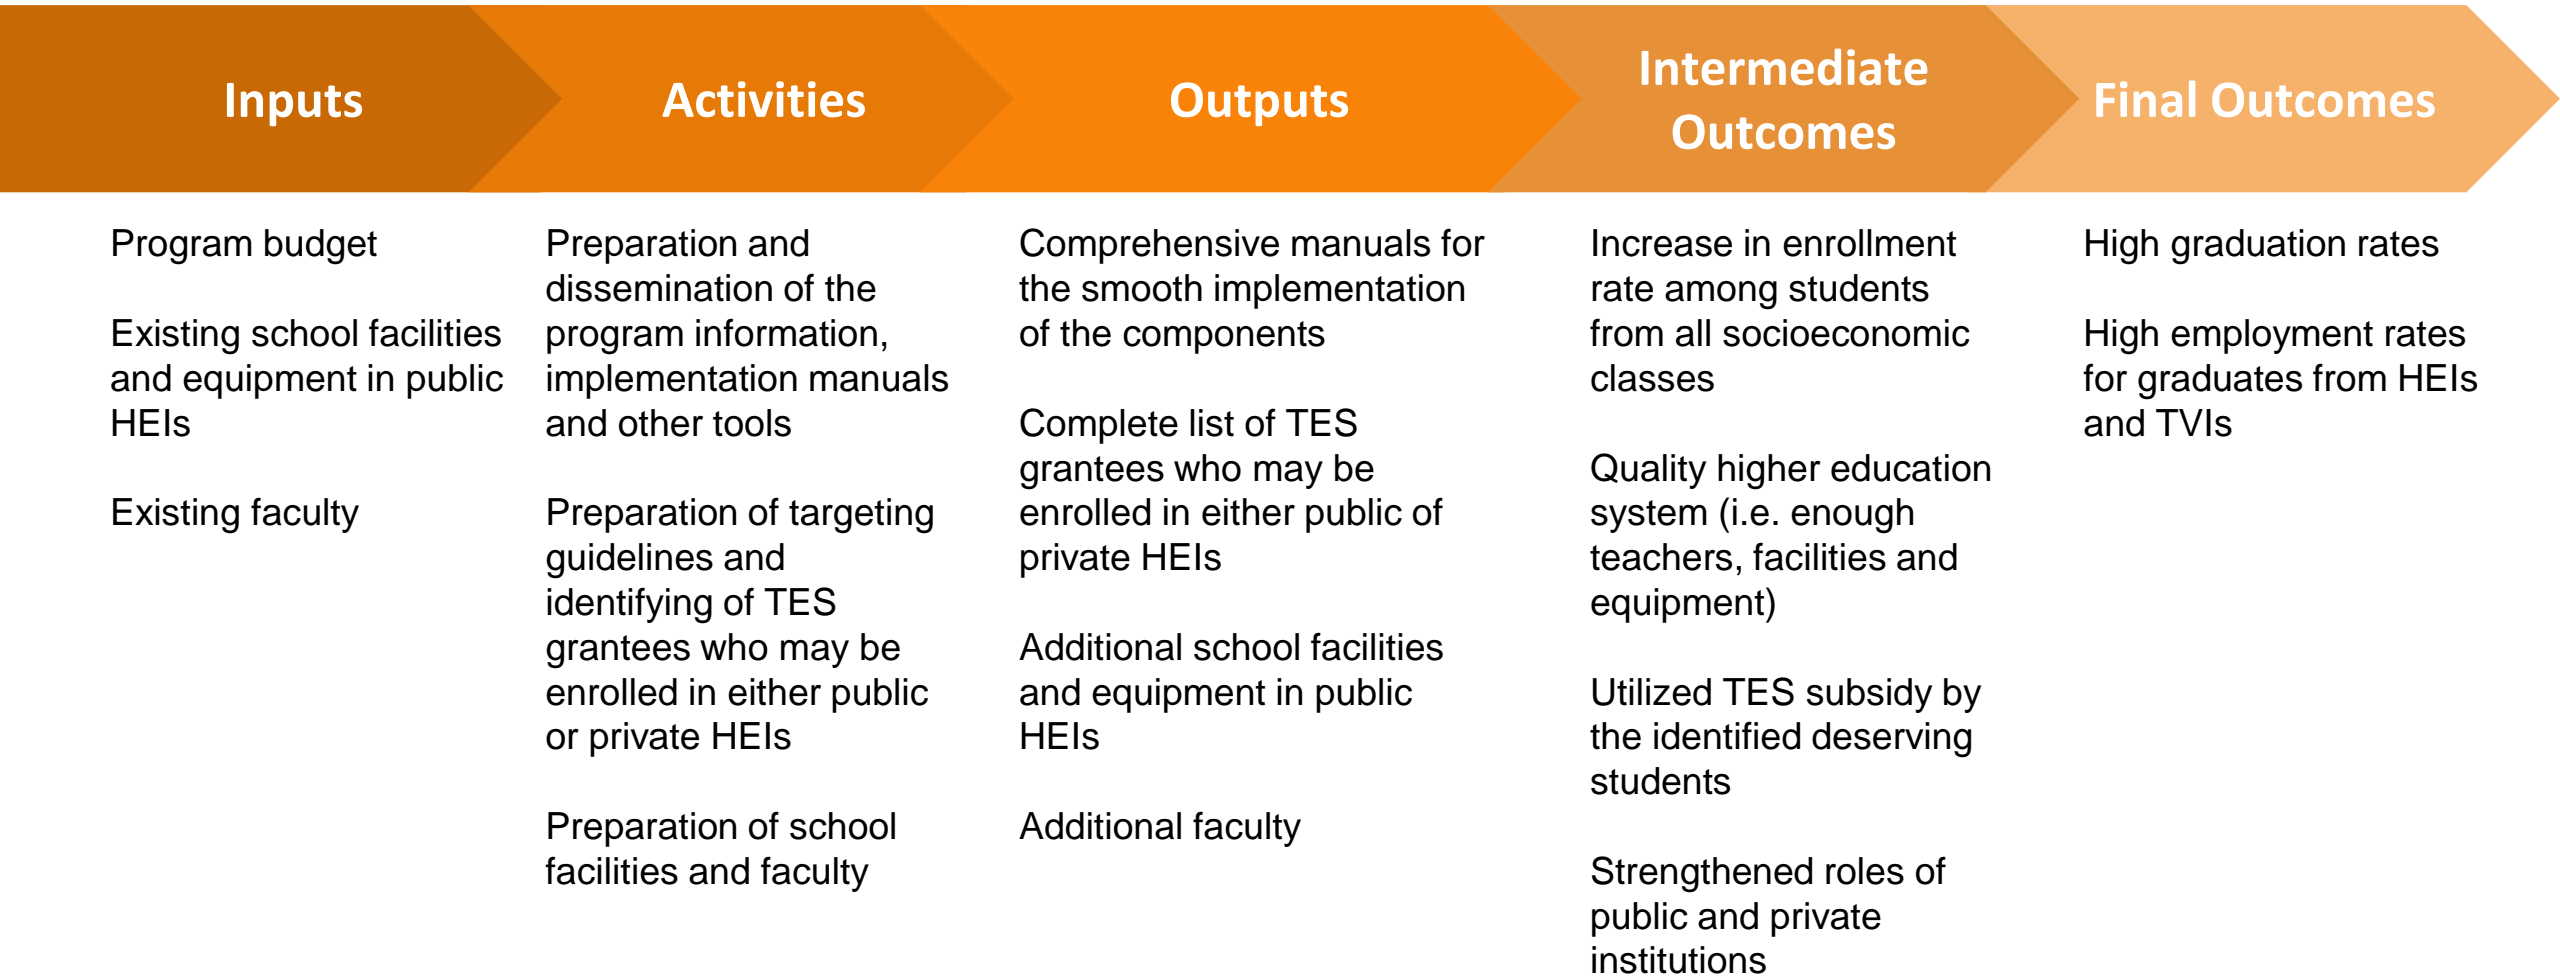 Inputs
Activities
Outputs
Intermediate
Outcomes
Final Outcomes
Program budget
Existing school facilities
and equipment in public
HEIs
Existing faculty
Preparation and
dissemination of the
program information,
implementation manuals
and other tools
Preparation of targeting
guidelines and
identifying of TES
grantees who may be
enrolled in either public
or private HEIs
Preparation of school
facilities and faculty
Comprehensive manuals for
the smooth implementation
of the components
Complete list of TES
grantees who may be
enrolled in either public of
private HEIs
Additional school facilities
and equipment in public
HEIs
Additional faculty
Increase in enrollment
rate among students
from all socioeconomic
classes
Quality higher education
system (i.e. enough
teachers, facilities and
equipment)
Utilized TES subsidy by
the identified deserving
students
Strengthened roles of
public and private
institutions
High graduation rates
High employment rates
for graduates from HEIs
and TVIs